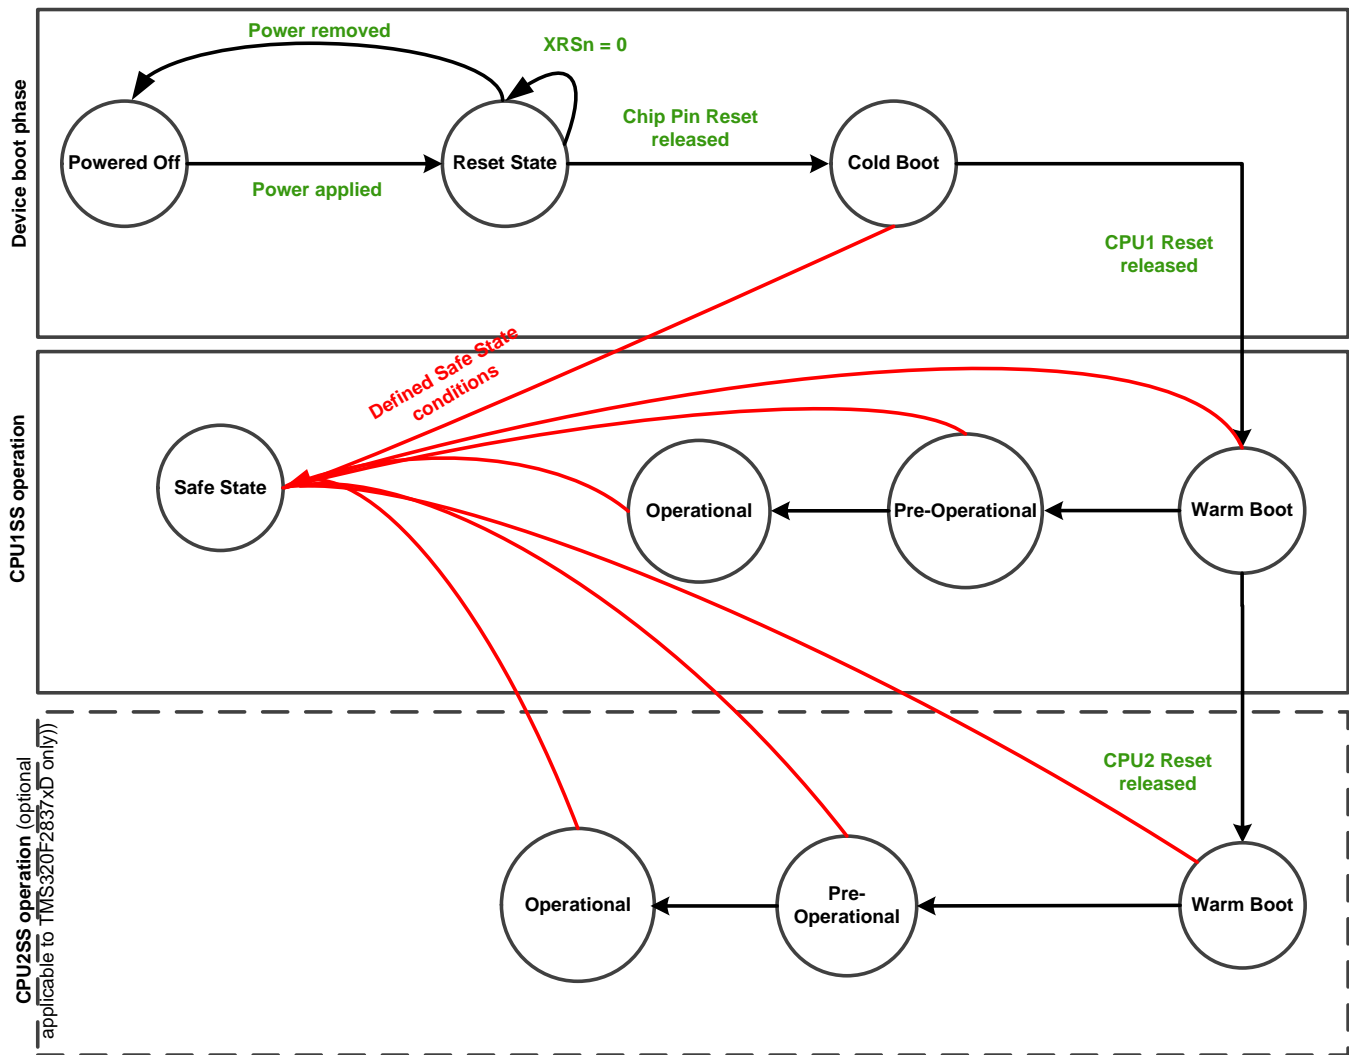 Device boot phase
Power removed
XRSn = 0
Powered Off
Power applied
Reset State
Chip Pin Reset
released
Cold Boot
CPU1 Reset
released
CPU1SS operation
Defined Safe State
conditions
Safe State
Operational
Pre-Operational
Warm Boot
CPU2SS operation (optional
applicable to TMS320F2837xD only))
CPU2 Reset
released
Operational
Pre-
Operational
Warm Boot